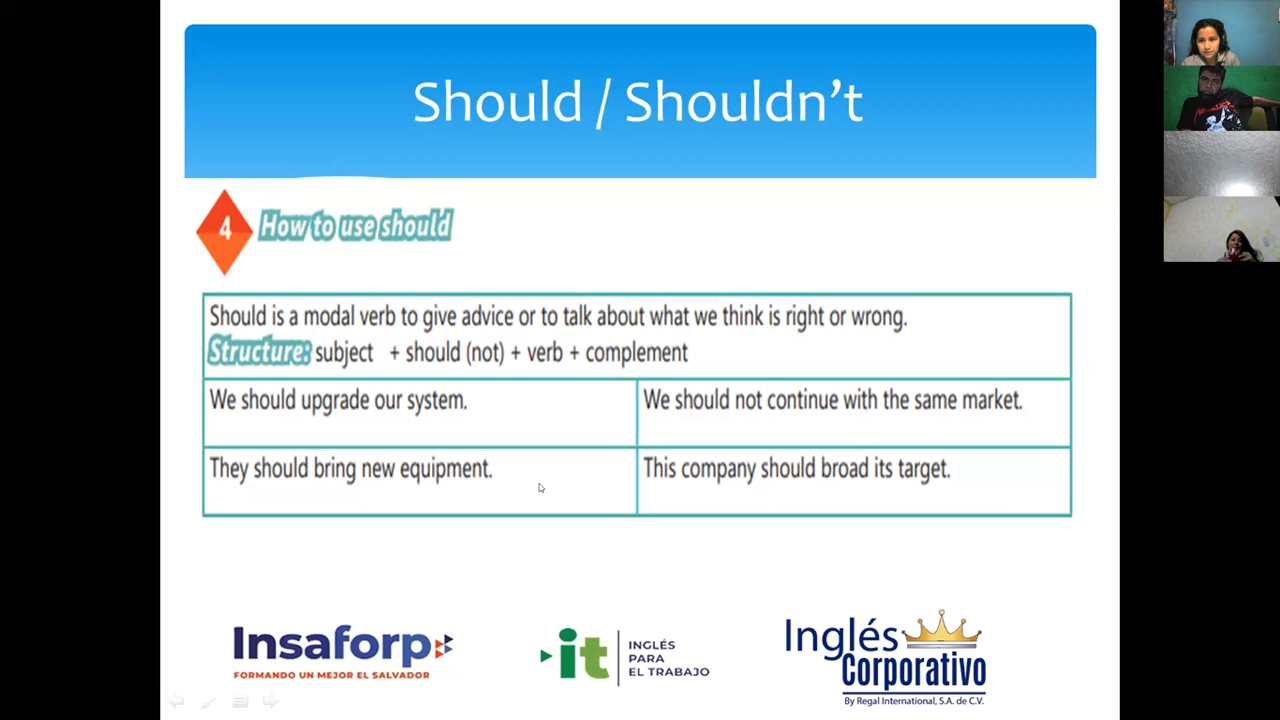 Should / Shouldn't
4
How to use should
Should is a modal verb to give advice or to talk about what we think is right or wrong.
Structure: subject + should (not) + verb + complement
We should upgrade our system.
We should not continue with the same market.
They should bring new equipment.
This company should broad its target.
Insaforp
FORMANDO UN MEJOR EL SALVADOR
it
INGLÉS
PARA
EL TRABAJO
Inglés
Corporativo
By Regal International, S.A. de C.V.